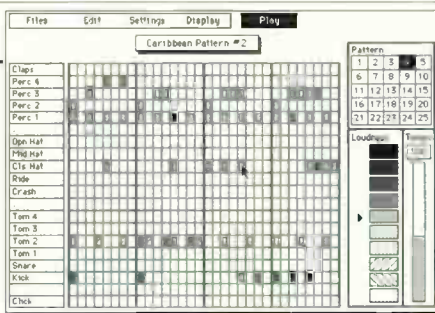 Files Edit Settings Display Play
Caribbean Pattern #2
Claps
Perc 4
Perc 3
Perc 2
Perc 1
Opn Hat
Mid Hat
Cls Hat
Ride
Crash
Tom 4
Tom 3
Tom 2
Tom 1
Snare
Kick
Click
Pattern
1 2 3 5
6 7 8 9 10
11 12 13 14 15
16 17 18 19 20
21 22 23 24 25
Loudness